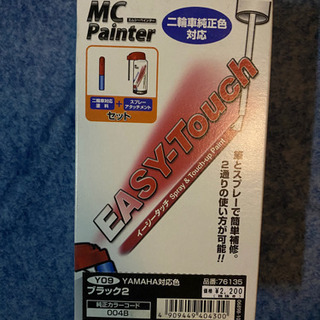 MC
エムシーペインター
Painter
二輪車純正色
対応
二輪車対応
塗料
+
スプレー
アタッチメント
セット
EASY-Touch
イージータッチ Spray & Touch-up Paint
筆とスプレーで簡単補修。
2通りの使い方が可能!!
Y09 YAMAHA対応色
ブラック2
純正カラーコード
0048
品番:76135
価格 ¥2,200
4 909449 404300